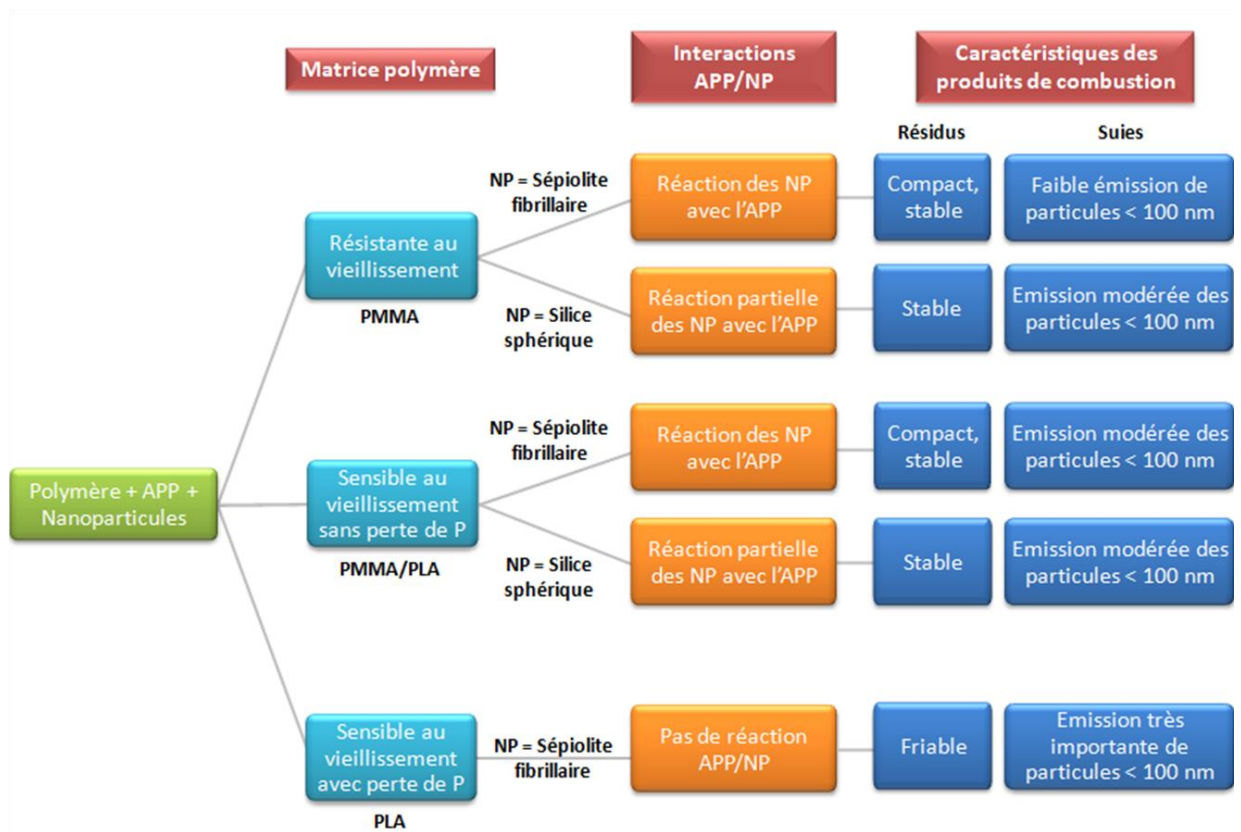 Matrice polymère
Interactions
APP/NP
Caractéristiques des
produits de combustion
Résidus
Suies
NP = Sépiolite
fibrillaire
Réaction des NP
avec l'APP
Compact,
stable
Faible émission de
particules < 100 nm
Résistante au
vieillissement
PMMA
NP = Silice
sphérique
Réaction partielle
des NP avec l'APP
Stable
Emission modérée des
particules < 100 nm
NP = Sépiolite
fibrillaire
Réaction des NP
avec l'APP
Compact,
stable
Emission modérée des
particules < 100 nm
Polymère + APP +
Nanoparticules
Sensible au
vieillissement
sans perte de P
PMMA/PLA
NP = Silice
sphérique
Réaction partielle
des NP avec l'APP
Stable
Emission modérée des
particules < 100 nm
Sensible au
vieillissement
avec perte de P
PLA
NP = Sépiolite
fibrillaire
Pas de réaction
APP/NP
Friable
Emission très
importante de
particules < 100 nm